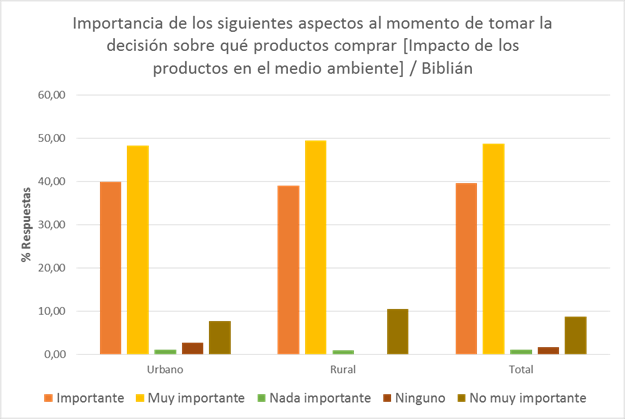 Importancia de los siguientes aspectos al momento de tomar la
decisión sobre qué productos comprar [Impacto de los
productos en el medio ambiente] / Biblián
60,00
50,00
40,00
30,00
20,00
10,00
0,00
% Respuestas
Urbano Rural Total
Importante Muy importante Nada importante Ninguno No muy importante